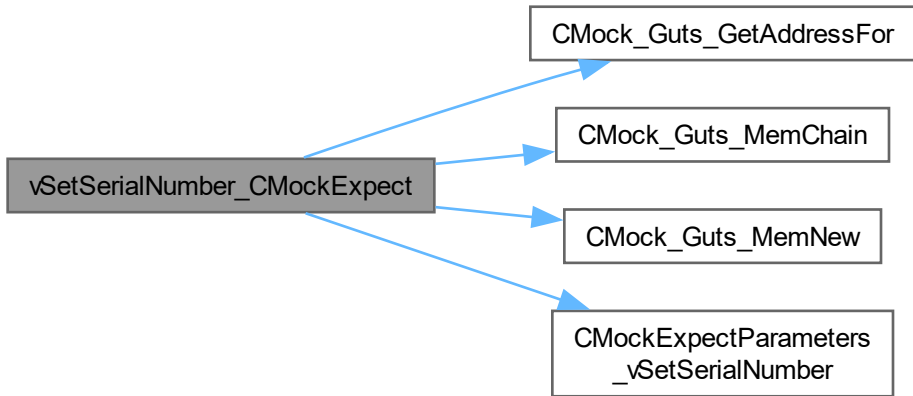 CMock_Guts_GetAddressFor
CMock_Guts_MemChain
vSetSerialNumber_CMockExpect
CMock_Guts_MemNew
CMockExpectParameters
_vSetSerialNumber